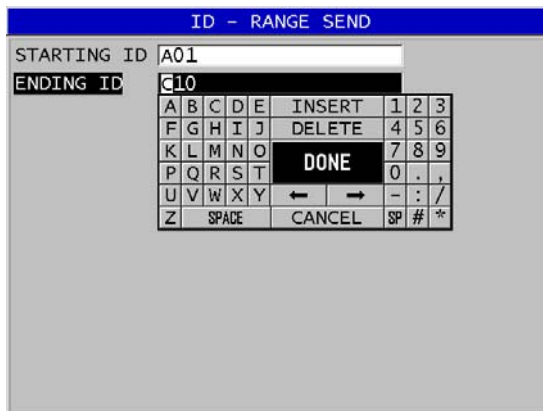 ID – RANGE SEND
STARTING ID A01
ENDING ID C10
A B C D E INSERT 1 2 3
F G H I J DELETE 4 5 6
K L M N O DONE 7 8 9
P Q R S T 0 . ,
U V W X Y ← → - : /
Z SPACE CANCEL SP # *